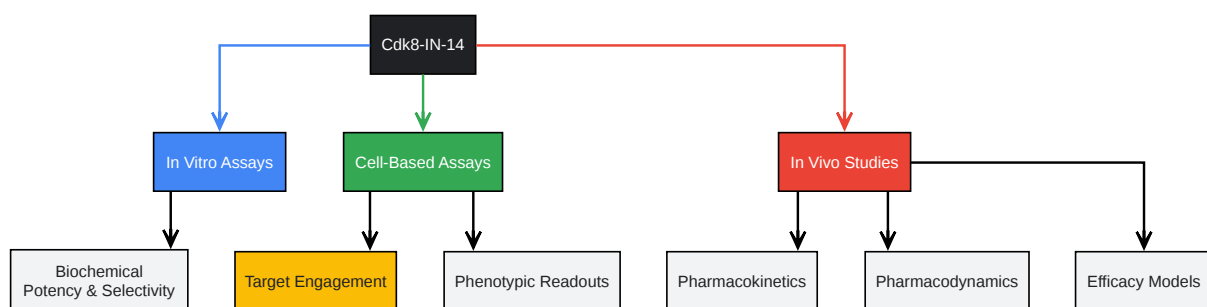 Cdk8-IN-14
In Vitro Assays
Cell-Based Assays
In Vivo Studies
Biochemical
Potency & Selectivity
Target Engagement
Phenotypic Readouts
Pharmacokinetics
Pharmacodynamics
Efficacy Models